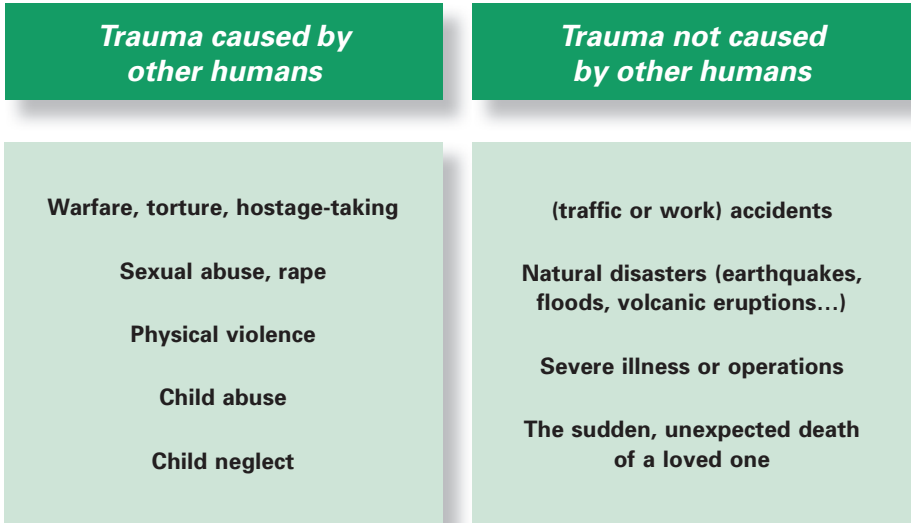 Trauma caused by
other humans
Warfare, torture, hostage-taking
Sexual abuse, rape
Physical violence
Child abuse
Child neglect
Trauma not caused
by other humans
(traffic or work) accidents
Natural disasters (earthquakes,
floods, volcanic eruptions…)
Severe illness or operations
The sudden, unexpected death
of a loved one